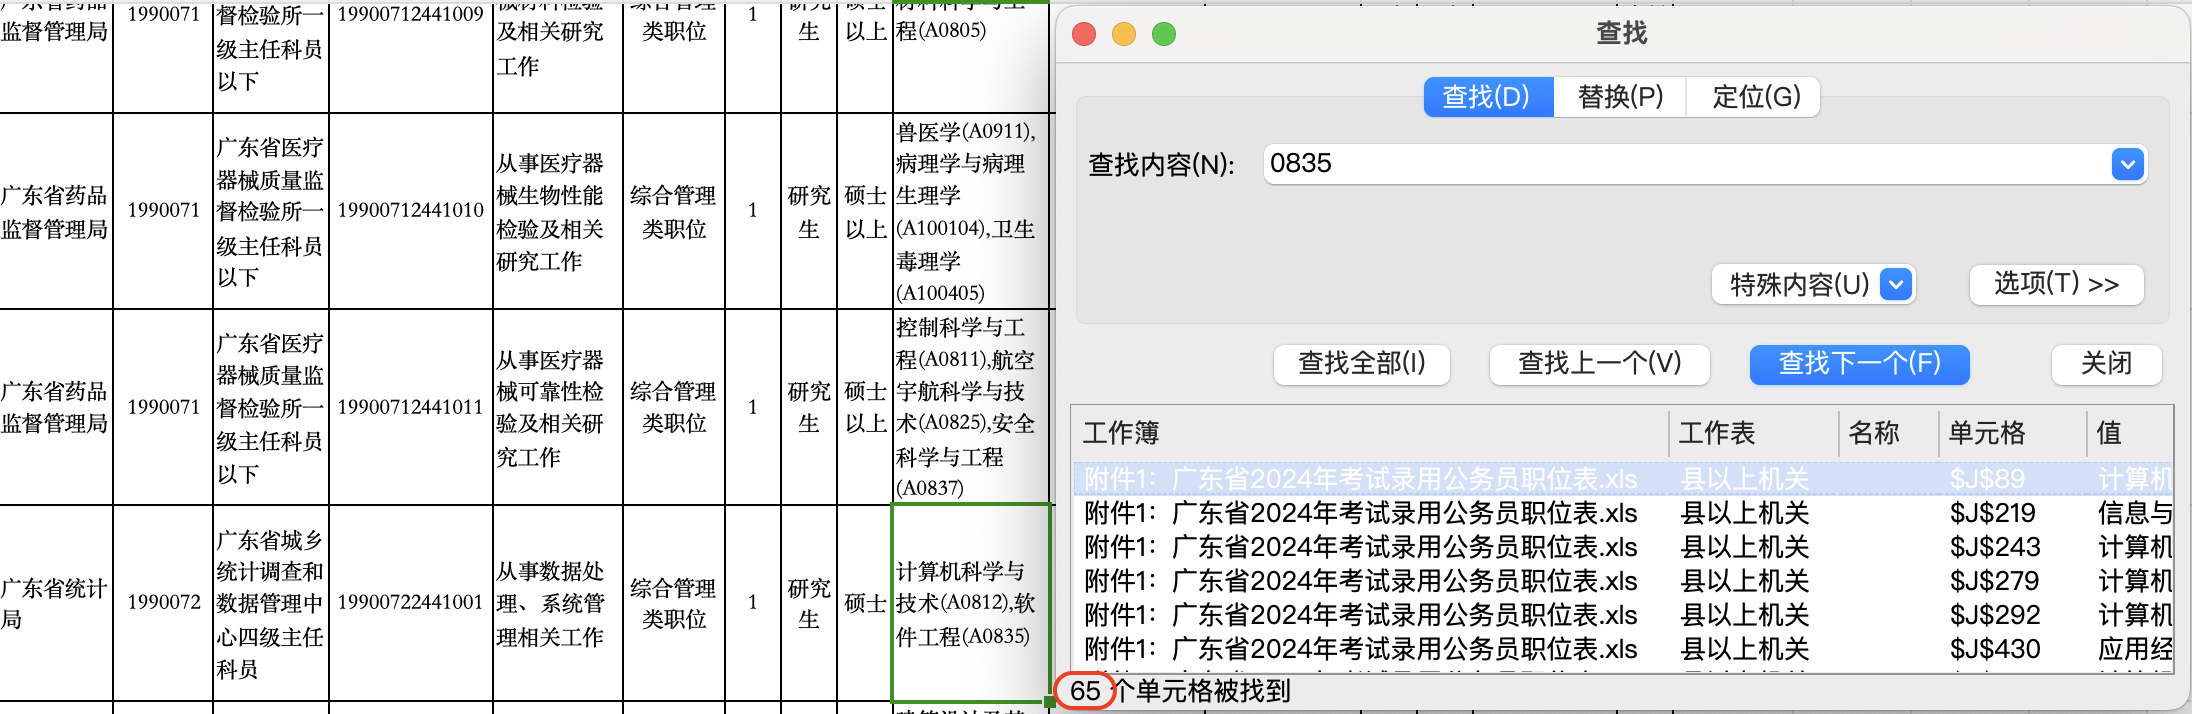 监督管理局
1990071
督检验所一
级主任科员
以下
19900712441009
及相关研究
工作
综合管理
类职位
1
研究
生
硕士
以上
程(A0805)
广东省药品
监督管理局
1990071
广东省医疗
器械质量监
督检验所一
级主任科员
以下
19900712441010
从事医疗器
械生物性能
检验及相关
研究工作
综合管理
类职位
1
研究
生
硕士
以上
兽医学(A0911),
病理学与病理
生理学
(A100104),卫生
毒理学
(A100405)
广东省药品
监督管理局
1990071
广东省医疗
器械质量监
督检验所一
级主任科员
以下
19900712441011
从事医疗器
械可靠性检
验及相关研
究工作
综合管理
类职位
1
研究
生
硕士
以上
控制科学与工
程(A0811),航空
宇航科学与技
术(A0825),安全
科学与工程
(A0837)
广东省统计
局
1990072
广东省城乡
统计调查和
数据管理中
心四级主任
科员
19900722441001
从事数据处
理、系统管
理相关工作
综合管理
类职位
1
研究
生
硕士
计算机科学与
技术(A0812),软
件工程(A0835)
查找
查找(D) 替换(P) 定位(G)
查找内容(N): 0835
特殊内容(U) 选项(T) >>
查找全部(I) 查找上一个(V) 查找下一个(F) 关闭
工作簿 工作表 名称 单元格 值
附件1：广东省2024年考试录用公务员职位表.xls 县以上机关 $J$89 计算机
附件1：广东省2024年考试录用公务员职位表.xls 县以上机关 $J$219 信息与
附件1：广东省2024年考试录用公务员职位表.xls 县以上机关 $J$243 计算机
附件1：广东省2024年考试录用公务员职位表.xls 县以上机关 $J$279 计算机
附件1：广东省2024年考试录用公务员职位表.xls 县以上机关 $J$292 计算机
附件1：广东省2024年考试录用公务员职位表.xls 县以上机关 $J$430 应用经
65 个单元格被找到